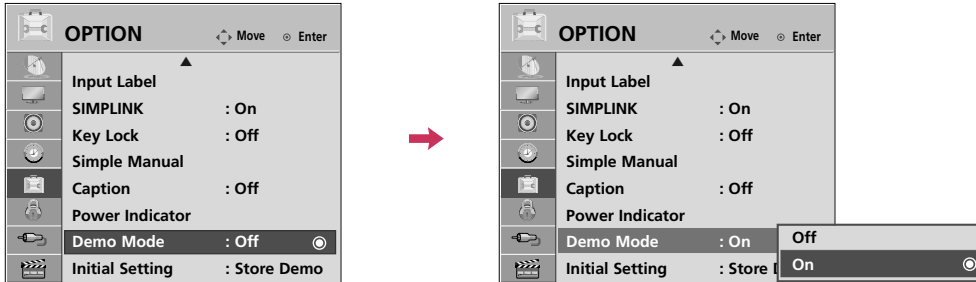 OPTION Move Enter
Input Label
SIMPLINK : On
Key Lock : Off
Simple Manual
Caption : Off
Power Indicator
Demo Mode : Off
Initial Setting : Store Demo
OPTION Move Enter
Input Label
SIMPLINK : On
Key Lock : Off
Simple Manual
Caption : Off
Power Indicator
Demo Mode : On
Initial Setting : Store
Off
On